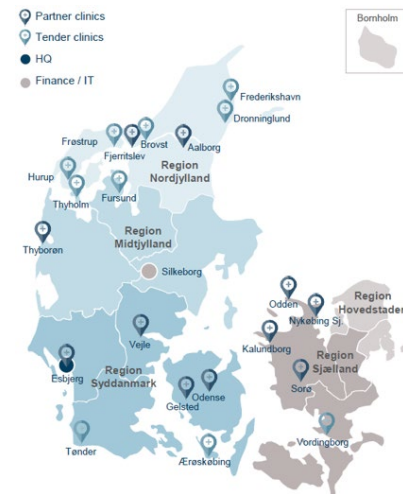 Partner clinics
Tender clinics
HQ
Finance / IT
Bornholm
Frederikshavn
Dronninglund
Frøstrup
Fjerritslev
Brovst
Aalborg
Region
Nordjylland
Hurup
Thyholm
Fursund
Region
Midtjylland
Thyborøn
Silkeborg
Odden
Nykøbing Sj.
Region
Hovedstaden
Kalundborg
Region
Sjælland
Vejle
Esbjerg
Region
Syddanmark
Sorø
Odense
Gelsted
Tønder
Ærøskøbing
Vordingborg